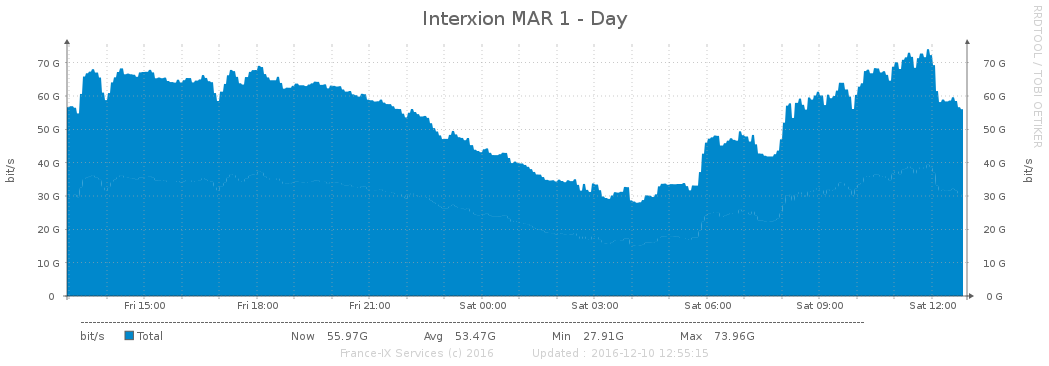 Interxion MAR 1 - Day
RRDTOOL / TOBI OETIKER
bit/s
70 G
60 G
50 G
40 G
30 G
20 G
10 G
0
70 G
60 G
50 G
40 G
30 G
20 G
10 G
0 G
bit/s
Fri 15:00 Fri 18:00 Fri 21:00 Sat 00:00 Sat 03:00 Sat 06:00 Sat 09:00 Sat 12:00
bit/s Total Now 55.97G Avg 53.47G Min 27.91G Max 73.96G
France-IX Services (c) 2016 Updated : 2016-12-10 12:55:15